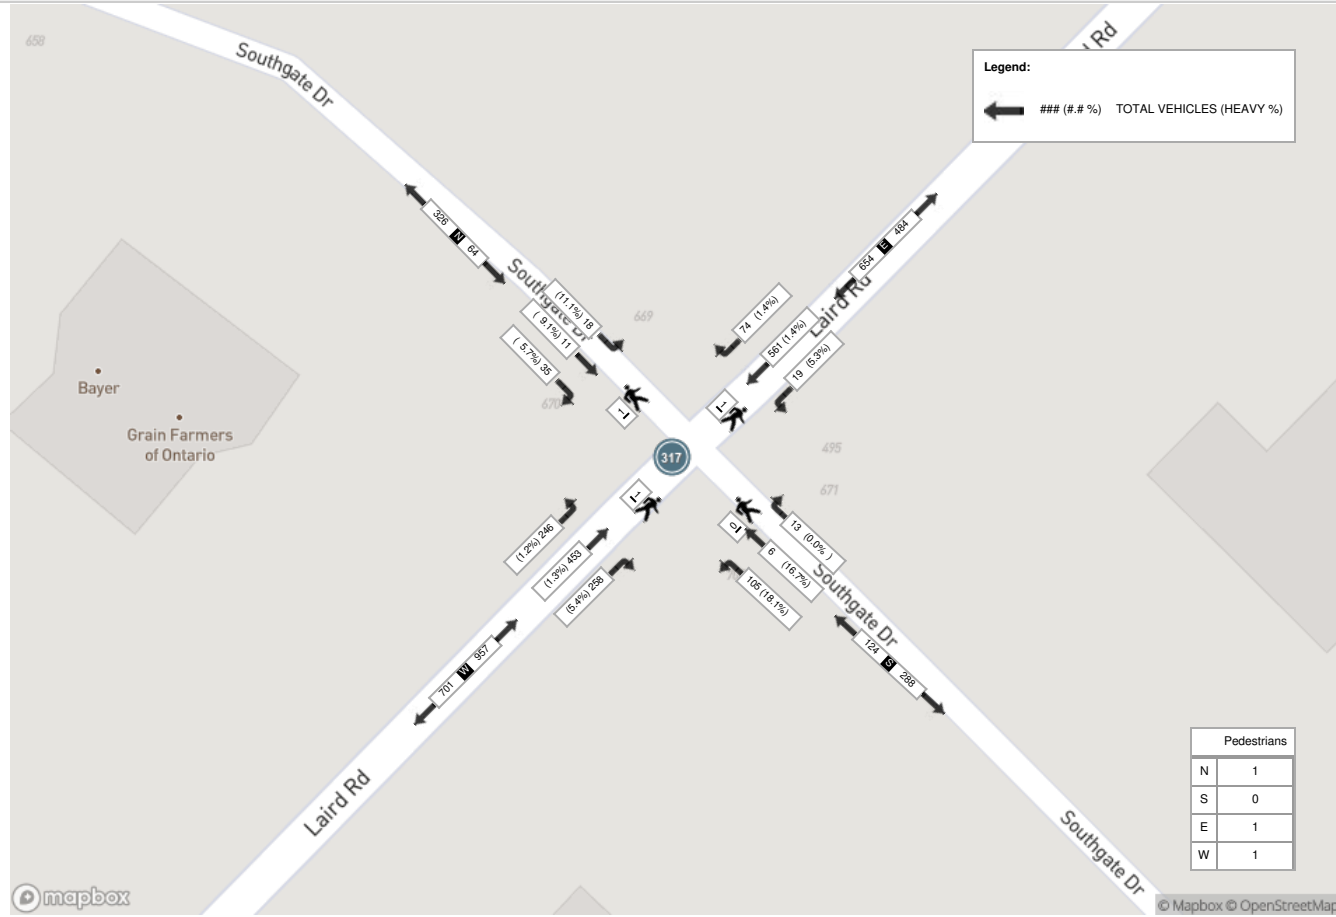 658
Southgate Dr
Laird Rd
Legend:
### (#.# %) TOTAL VEHICLES (HEAVY %)
326 N 64
654 E 484
Southgate Dr
Laird Rd
(11.1%) 18
( 9.1%) 11
( 5.7%) 35
669
74 (1.4%)
561 (1.4%)
19 (5.3%)
Bayer
670
1
1
Grain Farmers
of Ontario
317
495
671
1
0
(1.2%) 246
(1.3%) 453
(5.4%) 258
13 (0.0% )
6 (16.7%)
105 (18.1%)
Southgate Dr
701 W 957
124 S 288
Pedestrians
N 1
S 0
E 1
W 1
Laird Rd
Southgate Dr
mapbox
© Mapbox © OpenStreetMap